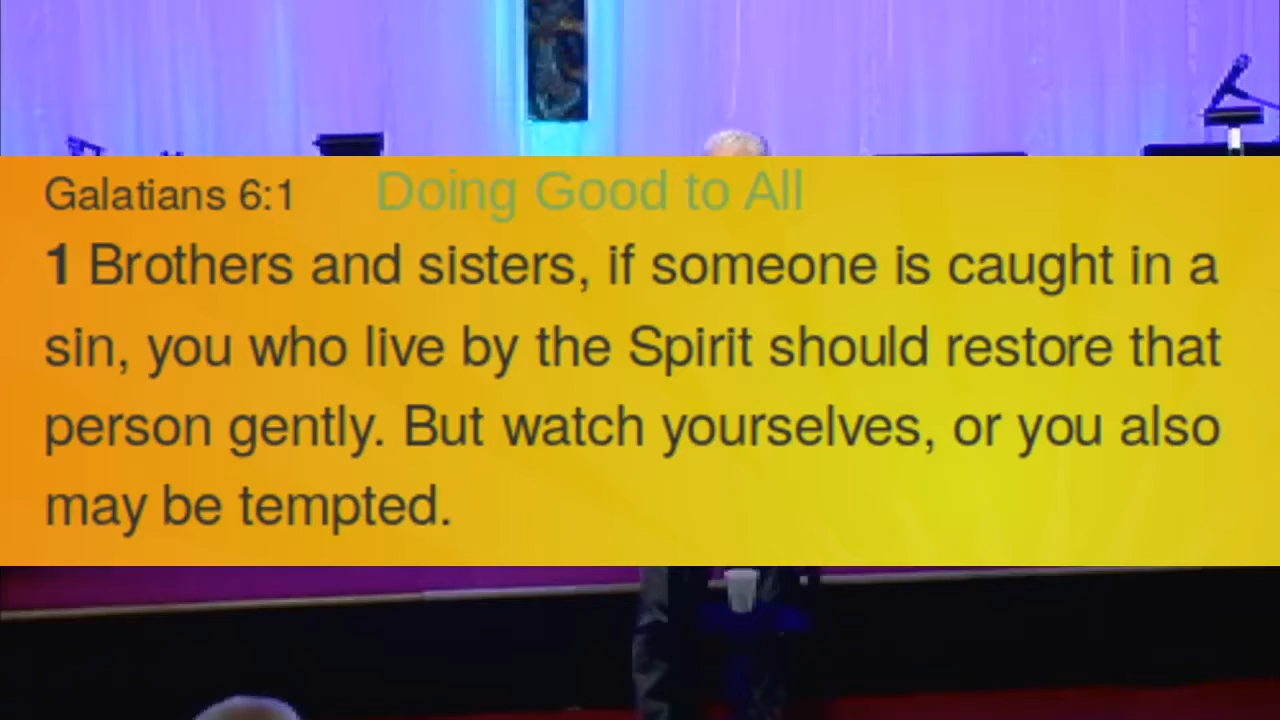 Galatians 6:1 Doing Good to All
1 Brothers and sisters, if someone is caught in a
sin, you who live by the Spirit should restore that
person gently. But watch yourselves, or you also
may be tempted.